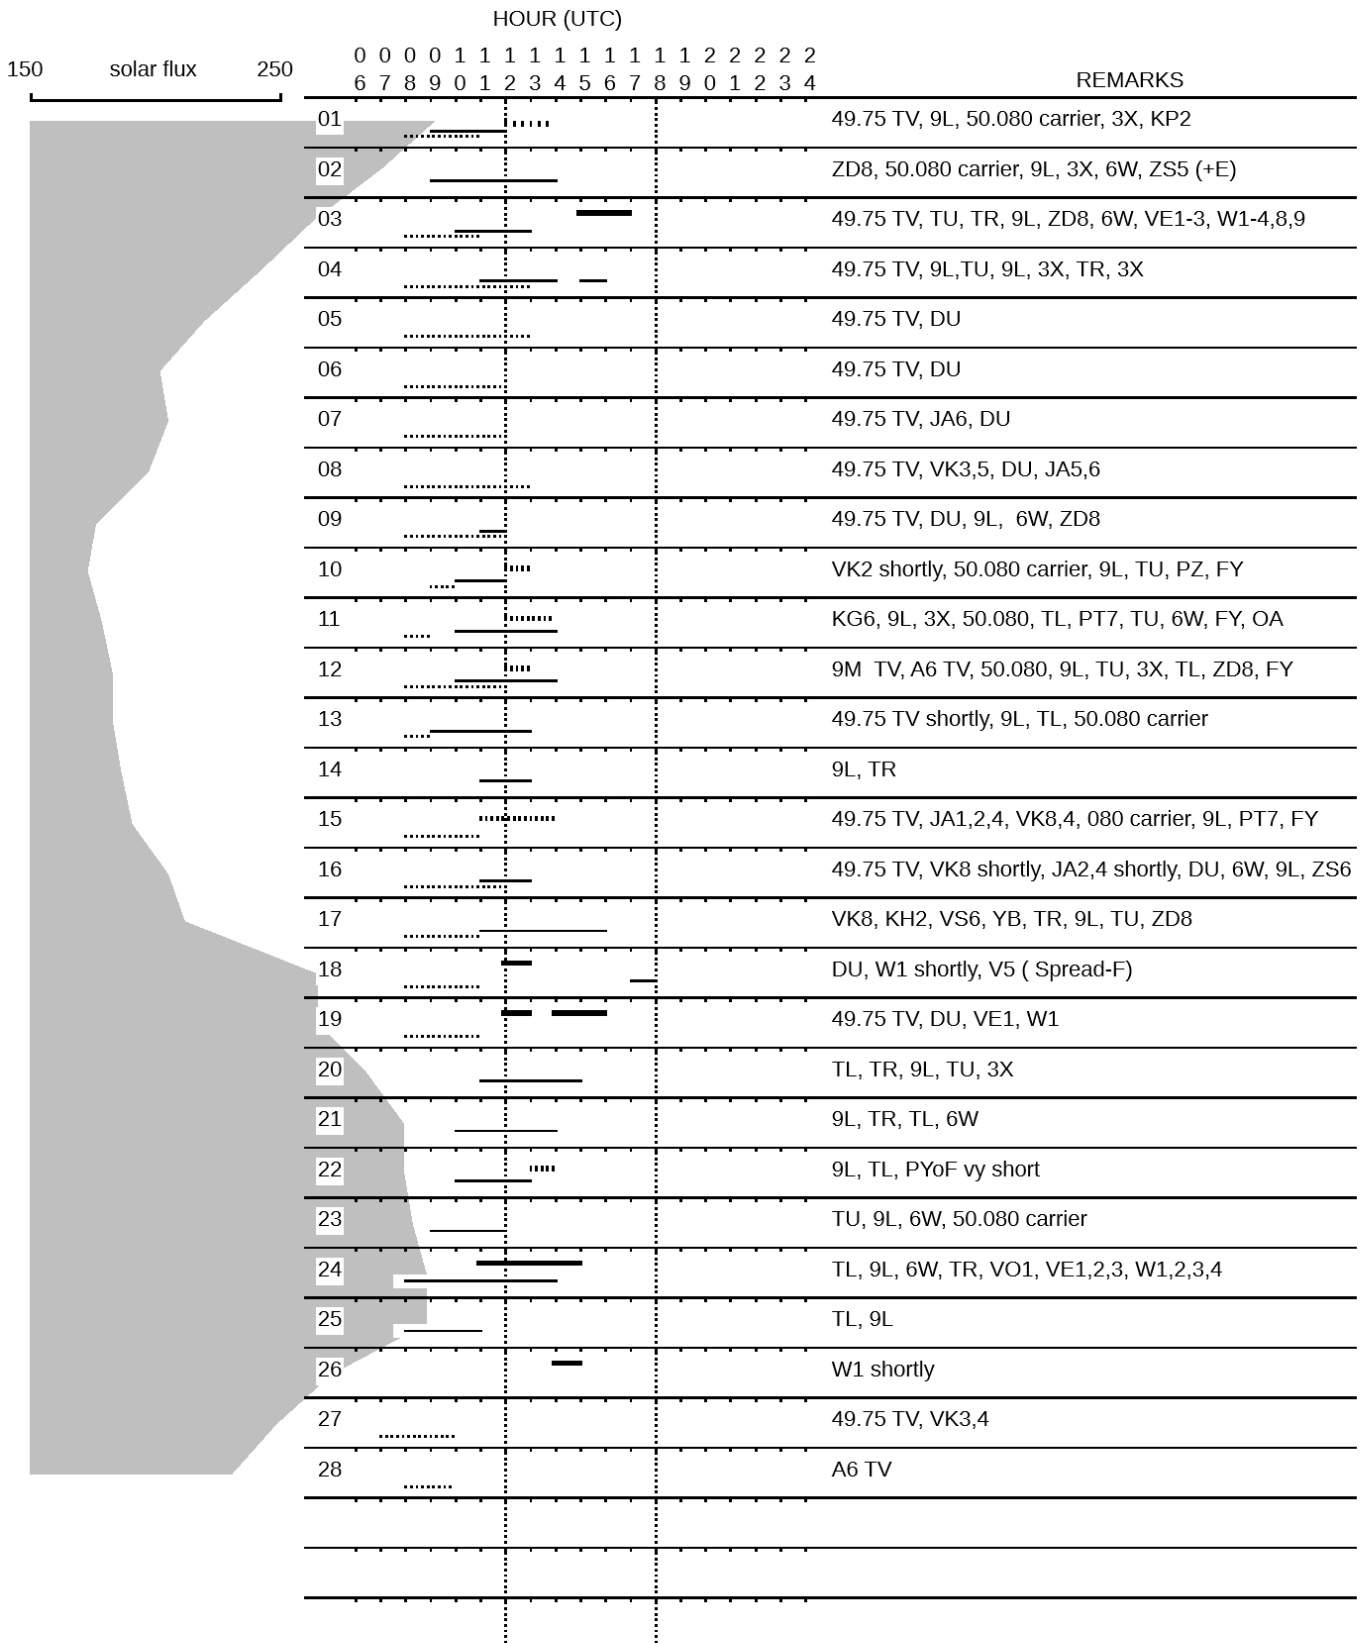 HOUR (UTC)
150 solar flux 250
0 0 0 0 1 1 1 1 1 1 1 1 1 1 2 2 2 2 2
6 7 8 9 0 1 2 3 4 5 6 7 8 9 0 1 2 3 4
REMARKS
01 49.75 TV, 9L, 50.080 carrier, 3X, KP2
02 ZD8, 50.080 carrier, 9L, 3X, 6W, ZS5 (+E)
03 49.75 TV, TU, TR, 9L, ZD8, 6W, VE1-3, W1-4,8,9
04 49.75 TV, 9L,TU, 9L, 3X, TR, 3X
05 49.75 TV, DU
06 49.75 TV, DU
07 49.75 TV, JA6, DU
08 49.75 TV, VK3,5, DU, JA5,6
09 49.75 TV, DU, 9L, 6W, ZD8
10 VK2 shortly, 50.080 carrier, 9L, TU, PZ, FY
11 KG6, 9L, 3X, 50.080, TL, PT7, TU, 6W, FY, OA
12 9M TV, A6 TV, 50.080, 9L, TU, 3X, TL, ZD8, FY
13 49.75 TV shortly, 9L, TL, 50.080 carrier
14 9L, TR
15 49.75 TV, JA1,2,4, VK8,4, 080 carrier, 9L, PT7, FY
16 49.75 TV, VK8 shortly, JA2,4 shortly, DU, 6W, 9L, ZS6
17 VK8, KH2, VS6, YB, TR, 9L, TU, ZD8
18 DU, W1 shortly, V5 ( Spread-F)
19 49.75 TV, DU, VE1, W1
20 TL, TR, 9L, TU, 3X
21 9L, TR, TL, 6W
22 9L, TL, PYoF vy short
23 TU, 9L, 6W, 50.080 carrier
24 TL, 9L, 6W, TR, VO1, VE1,2,3, W1,2,3,4
25 TL, 9L
26 W1 shortly
27 49.75 TV, VK3,4
28 A6 TV